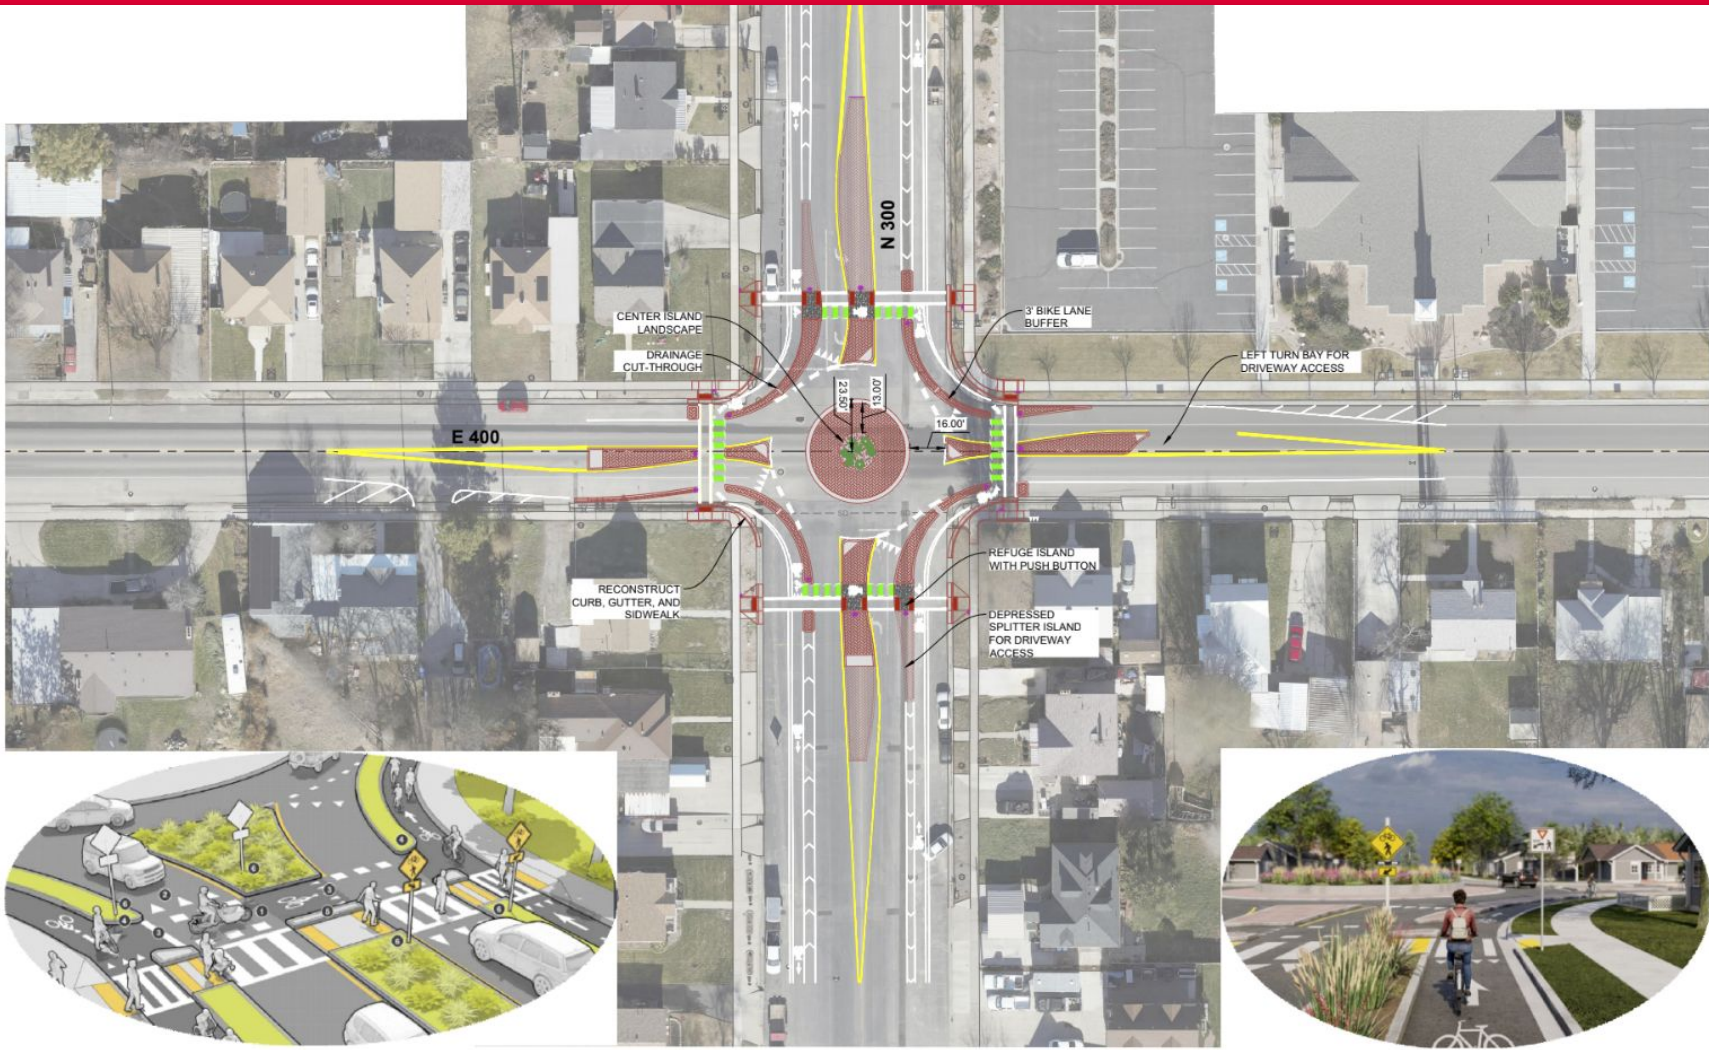 N 300
CENTER ISLAND
LANDSCAPE
DRAINAGE
CUT-THROUGH
3' BIKE LANE
BUFFER
LEFT TURN BAY FOR
DRIVEWAY ACCESS
23.50'
13.00'
16.00'
E 400
SD
REFUGE ISLAND
WITH PUSH BUTTON
RECONSTRUCT
CURB, GUTTER, AND
SIDWEALK
DEPRESSED
SPLITTER ISLAND
FOR DRIVEWAY
ACCESS